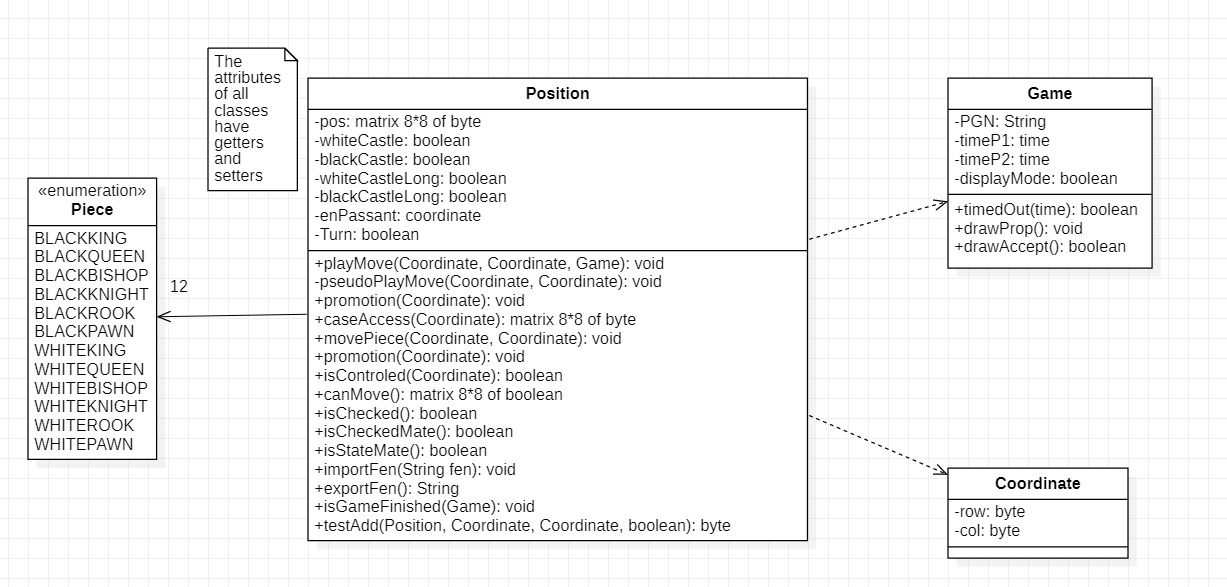 The
attributes
of all
classes
have
getters
and
setters
«enumeration»
Piece
BLACKKING
BLACKQUEEN
BLACKBISHOP
BLACKKNIGHT
BLACKROOK
BLACKPAWN
WHITEKING
WHITEQUEEN
WHITEBISHOP
WHITEKNIGHT
WHITEROOK
WHITEPAWN
12
Position
-pos: matrix 8*8 of byte
-whiteCastle: boolean
-blackCastle: boolean
-whiteCastleLong: boolean
-blackCastleLong: boolean
-enPassant: coordinate
-Turn: boolean
+playMove(Coordinate, Coordinate, Game): void
-pseudoPlayMove(Coordinate, Coordinate): void
+promotion(Coordinate): void
+caseAccess(Coordinate): matrix 8*8 of byte
+movePiece(Coordinate, Coordinate): void
+promotion(Coordinate): void
+isControled(Coordinate): boolean
+canMove(): matrix 8*8 of boolean
+isChecked(): boolean
+isCheckedMate(): boolean
+isStateMate(): boolean
+importFen(String fen): void
+exportFen(): String
+isGameFinished(Game): void
+testAdd(Position, Coordinate, Coordinate, boolean): byte
Game
-PGN: String
-timeP1: time
-timeP2: time
-displayMode: boolean
+timedOut(time): boolean
+drawProp(): void
+drawAccept(): boolean
Coordinate
-row: byte
-col: byte